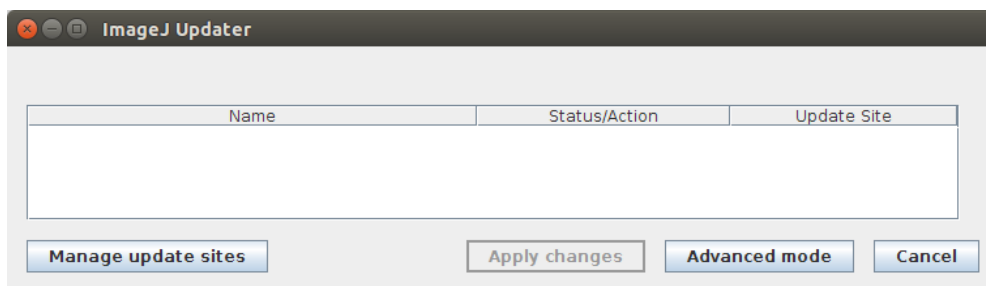 ImageJ Updater
Name Status/Action Update Site
Manage update sites Apply changes Advanced mode Cancel